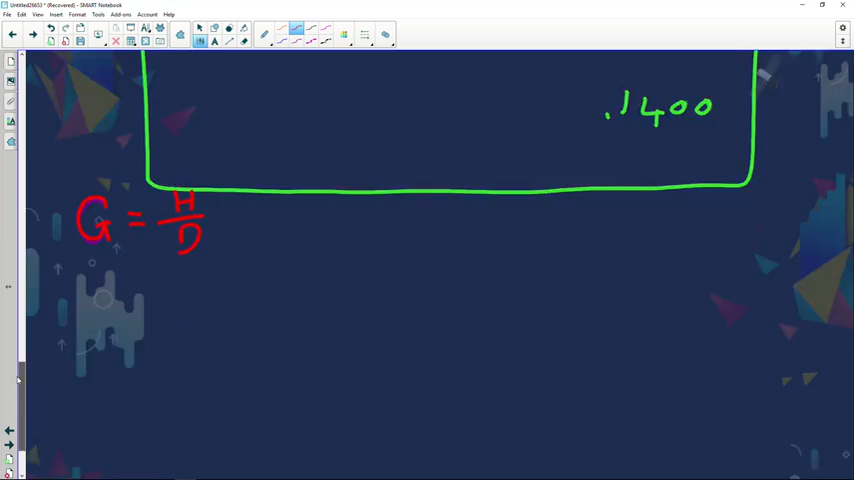 Untitled26653 * (Recovered) - SMART Notebook
File Edit View Insert Format Tools Add-ons Account Help
.1400
G = H/D